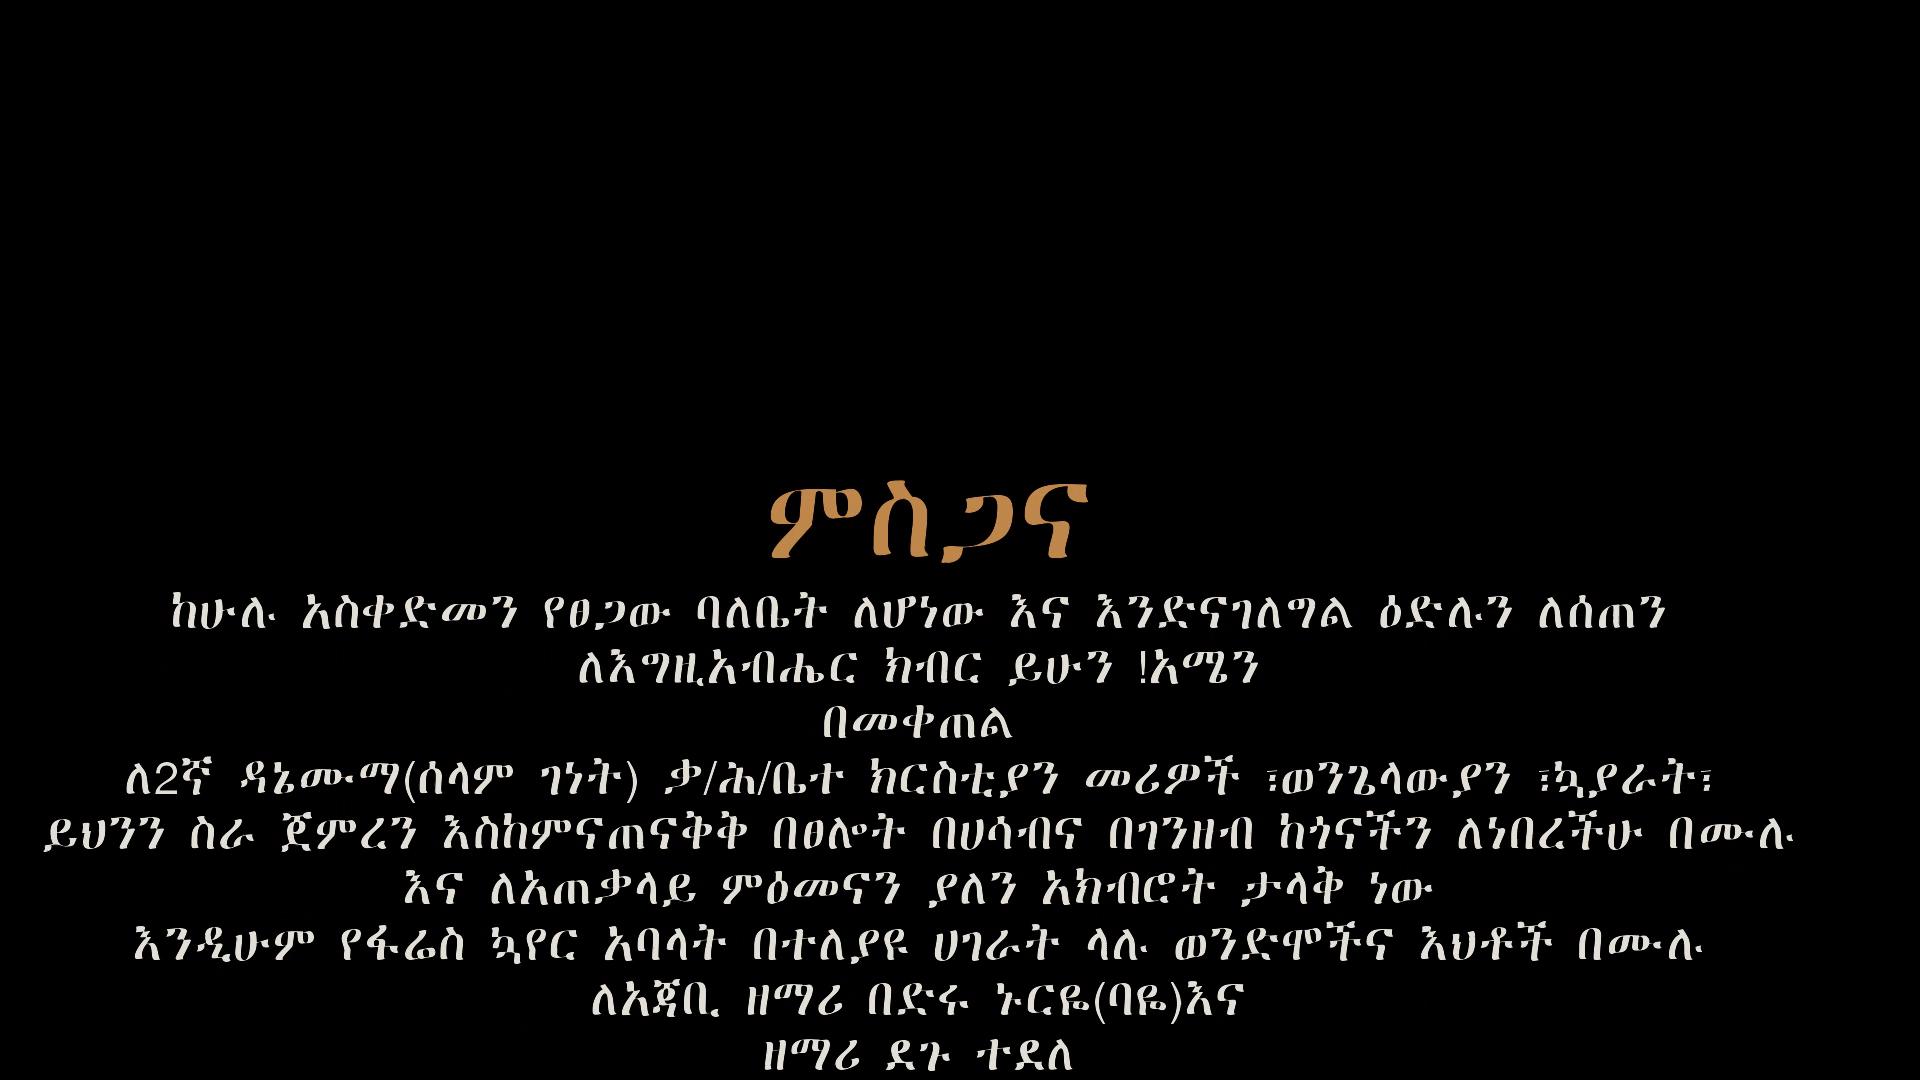 ምስጋና
ከሁሉ አስቀድመን የፀጋው ባለቤት ለሆነው እና እንድናገለግል ዕድሉን ለሰጠን
ለእግዚአብሔር ክብር ይሁን !አሜን
በመቀጠል
ለ2ኛ ዳኔሙማ(ሰላም ገነት) ቃ/ሕ/ቤተ ክርስቲያን መሪዎች ፣ወንጌላውያን ፣ኳያራት፣
ይህንን ስራ ጀምረን እስከምናጠናቅቅ በፀሎት በሀሳብና በገንዘብ ከጎናችን ለነበረችሁ በሙሉ
እና ለአጠቃላይ ምዕመናን ያለን አክብሮት ታላቅ ነው
እንዲሁም የፋሬስ ኳየር አባላት በተለያዩ ሀገራት ላሉ ወንድሞችና እህቶች በሙሉ
ለአጃቢ ዘማሪ በድሩ ኑርዬ(ባዬ)እና
ዘማሪ ደጉ ተደለ